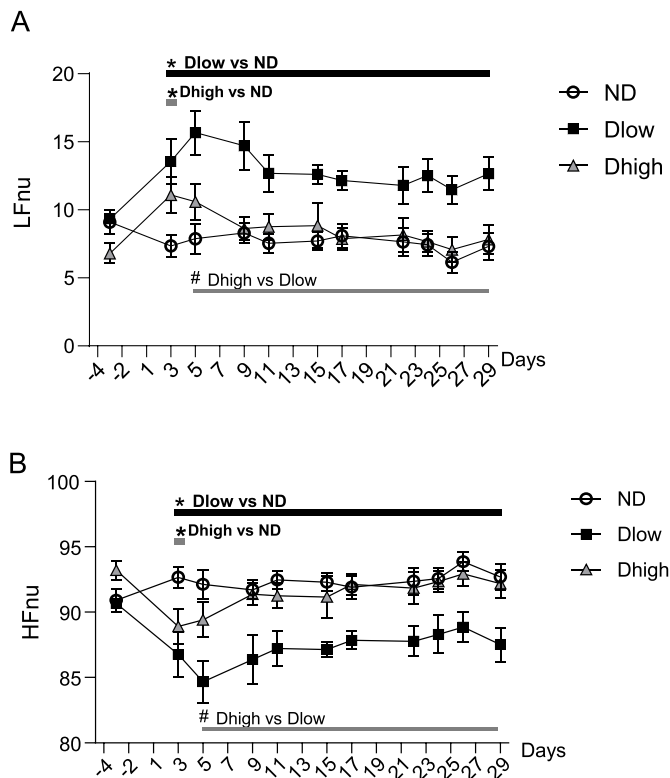 A
20
15
10
5
0
LFnu
* Dlow vs ND
*Dhigh vs ND
# Dhigh vs Dlow
ND
Dlow
Dhigh
-4 -2 1 3 5 7 9 11 13 15 17 19 21 23 25 27 29 Days
B
100
95
90
85
80
HFnu
* Dlow vs ND
*Dhigh vs ND
# Dhigh vs Dlow
ND
Dlow
Dhigh
-4 -2 1 3 5 7 9 11 13 15 17 19 21 23 25 27 29 Days